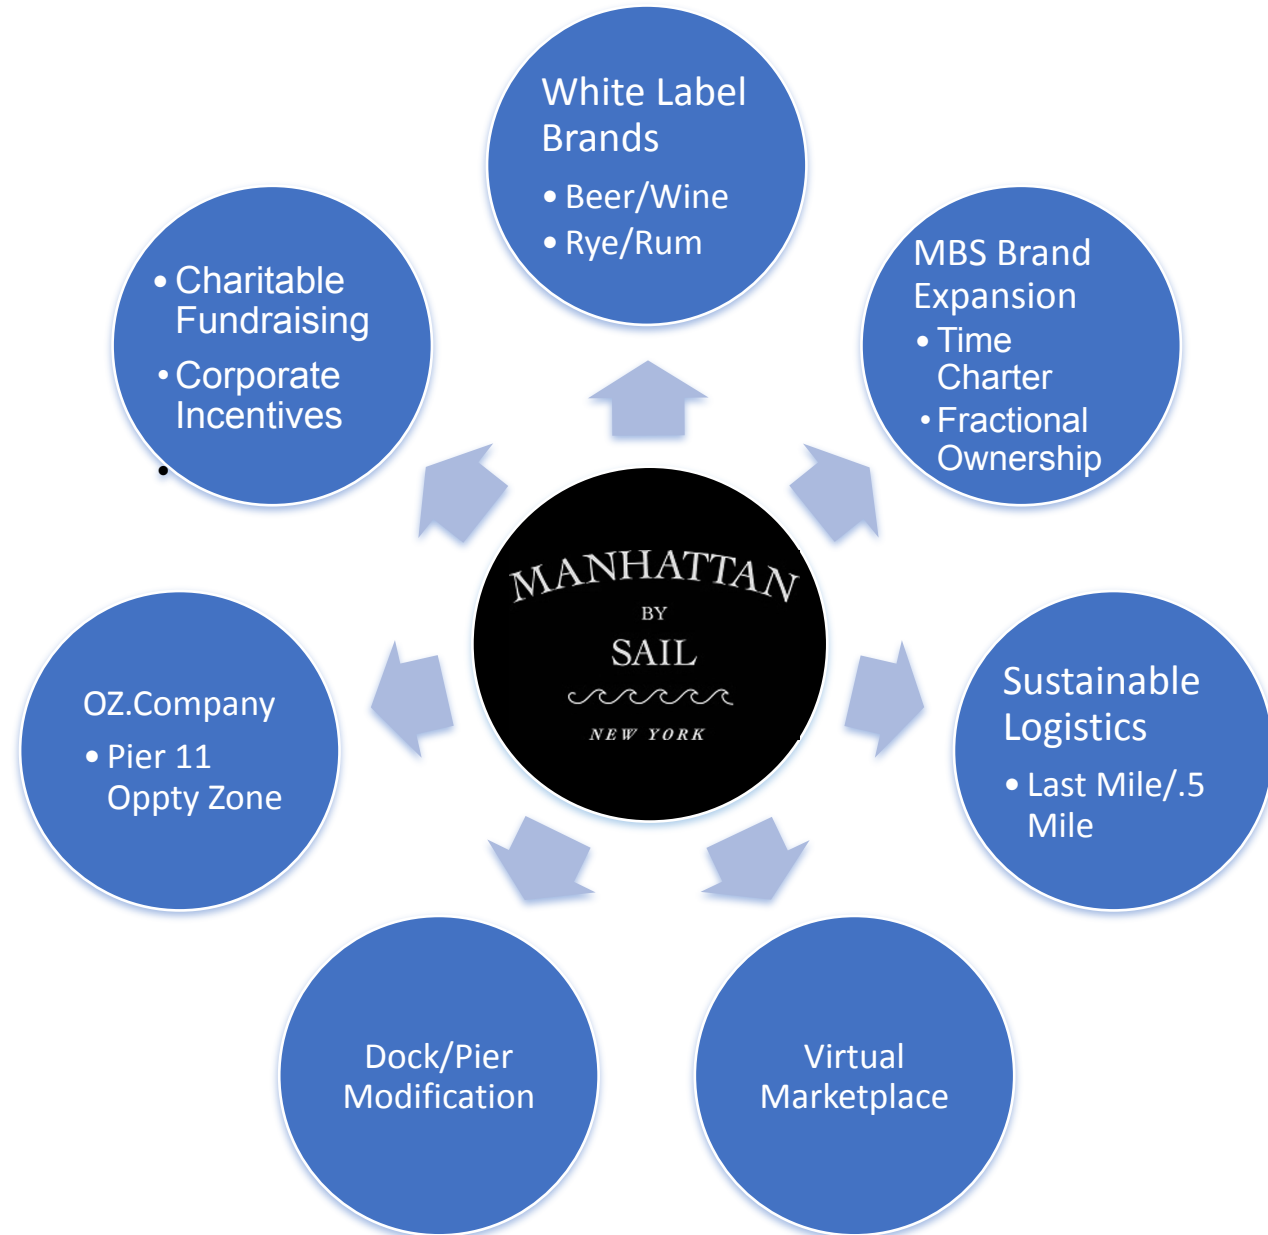 White Label
Brands
• Beer/Wine
• Rye/Rum
MBS Brand
Expansion
• Time
Charter
• Fractional
Ownership
Sustainable
Logistics
• Last Mile/.5
Mile
Virtual
Marketplace
Dock/Pier
Modification
OZ.Company
• Pier 11
Oppty Zone
• Charitable
Fundraising
• Corporate
Incentives
•
MANHATTAN
BY
SAIL
NEW YORK